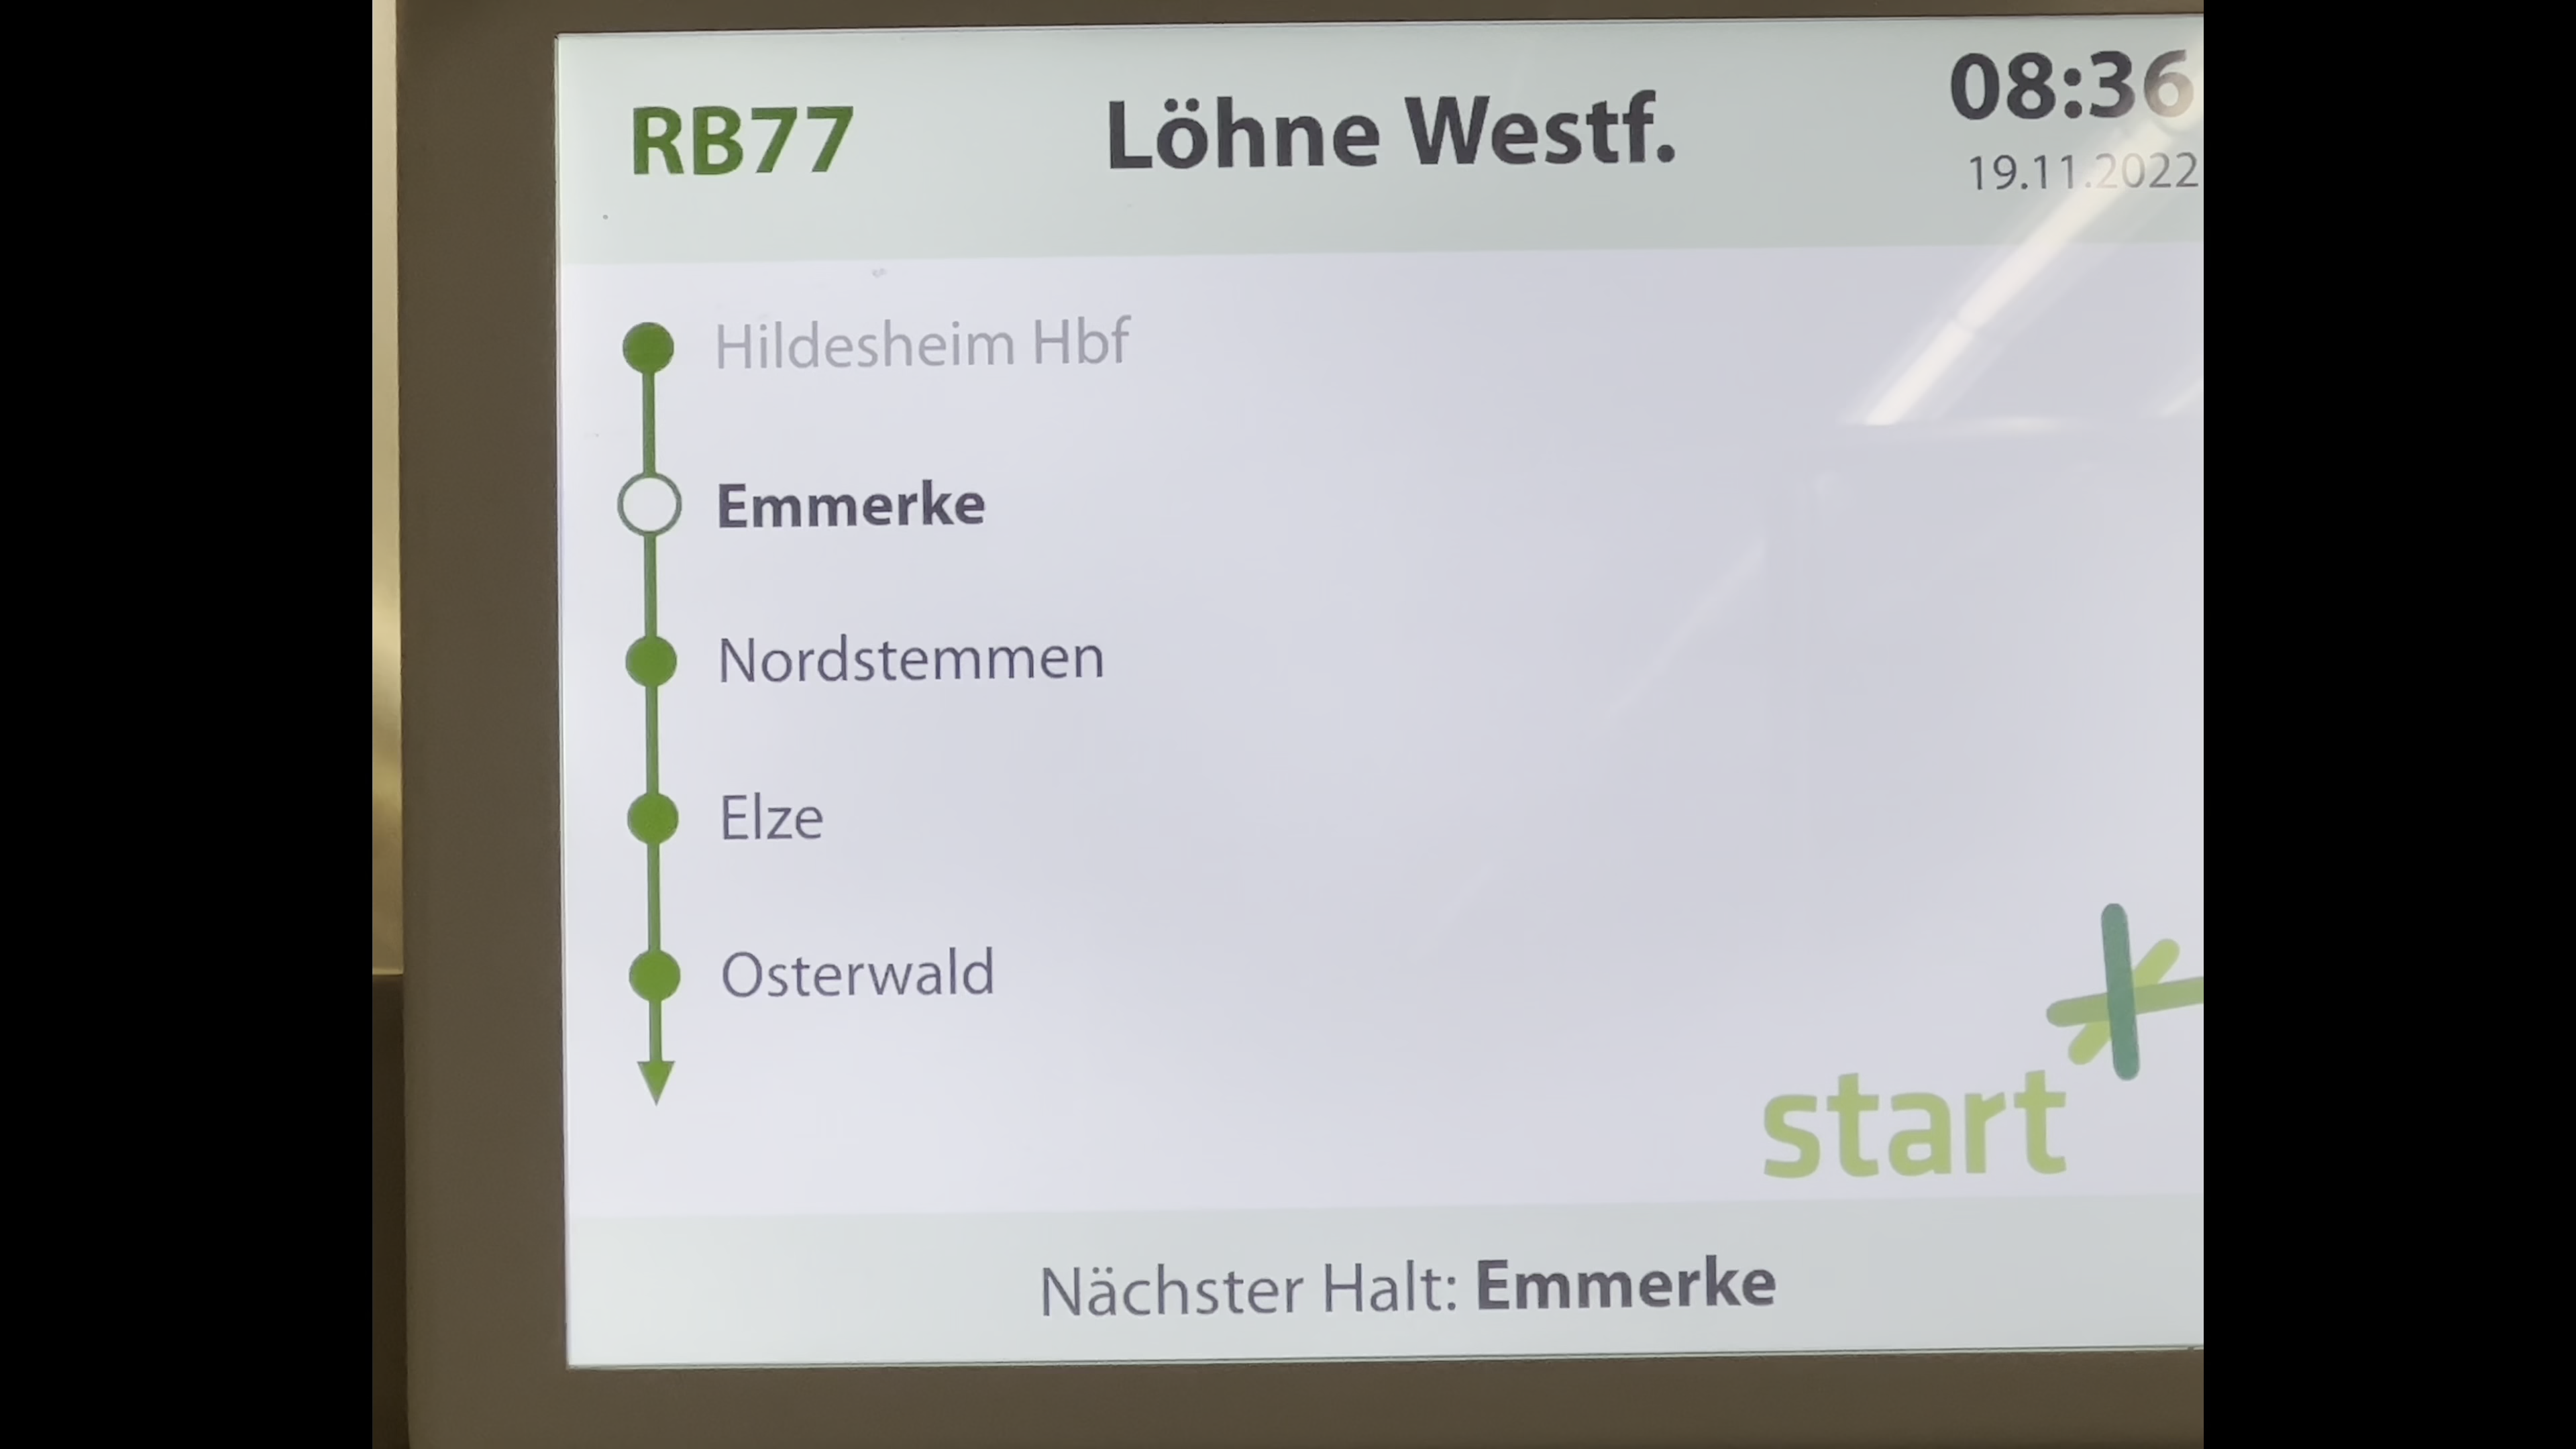 RB77
Löhne Westf.
08:36
19.11.2022
Hildesheim Hbf
Emmerke
Nordstemmen
Elze
Osterwald
start
Nächster Halt: Emmerke